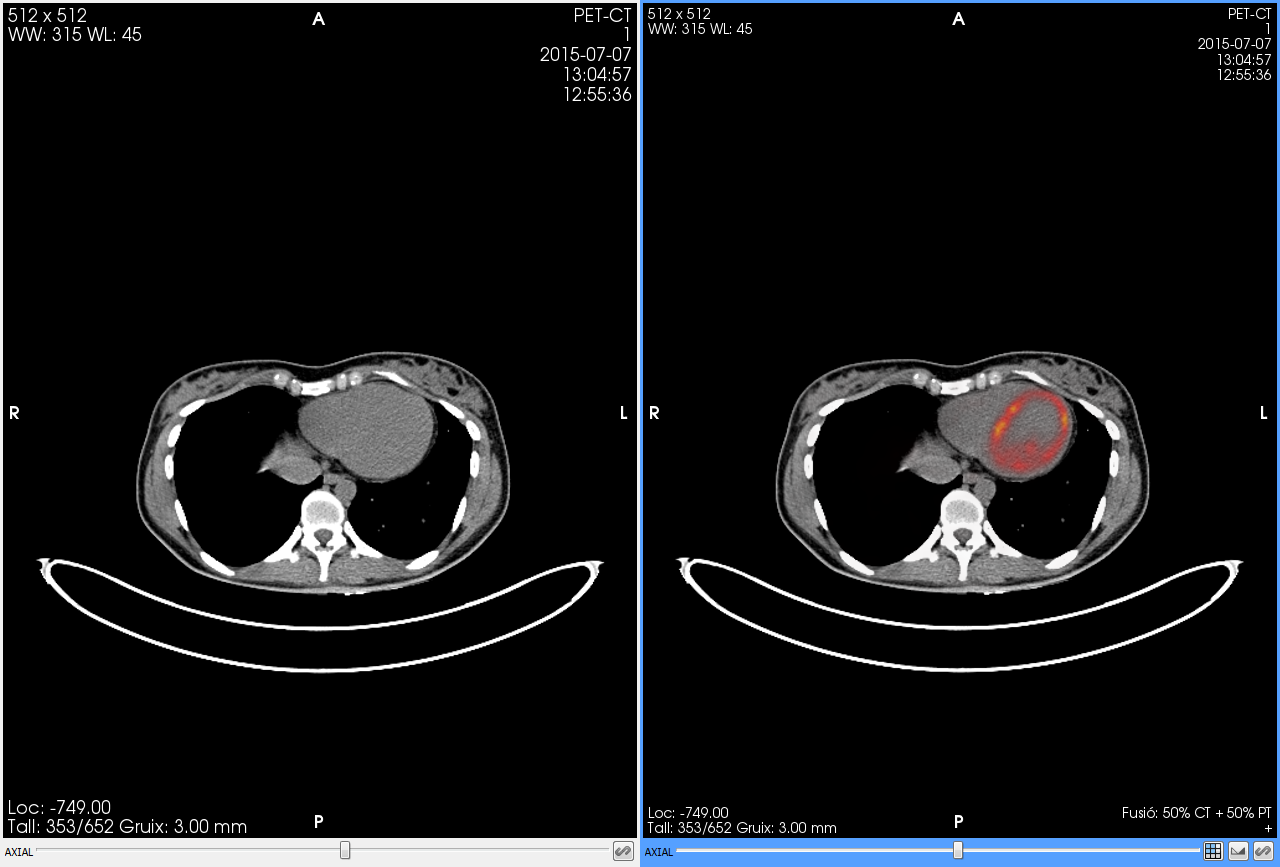 512 x 512
WW: 315 WL: 45
A
PET-CT
1
2015-07-07
13:04:57
12:55:36
R
L
Loc: -749.00
Tall: 353/652 Gruix: 3.00 mm
P
AXIAL
512 x 512
WW: 315 WL: 45
A
PET-CT
1
2015-07-07
13:04:57
12:55:36
R
L
Loc: -749.00
Tall: 353/652 Gruix: 3.00 mm
P
Fusió: 50% CT + 50% PT
+
AXIAL